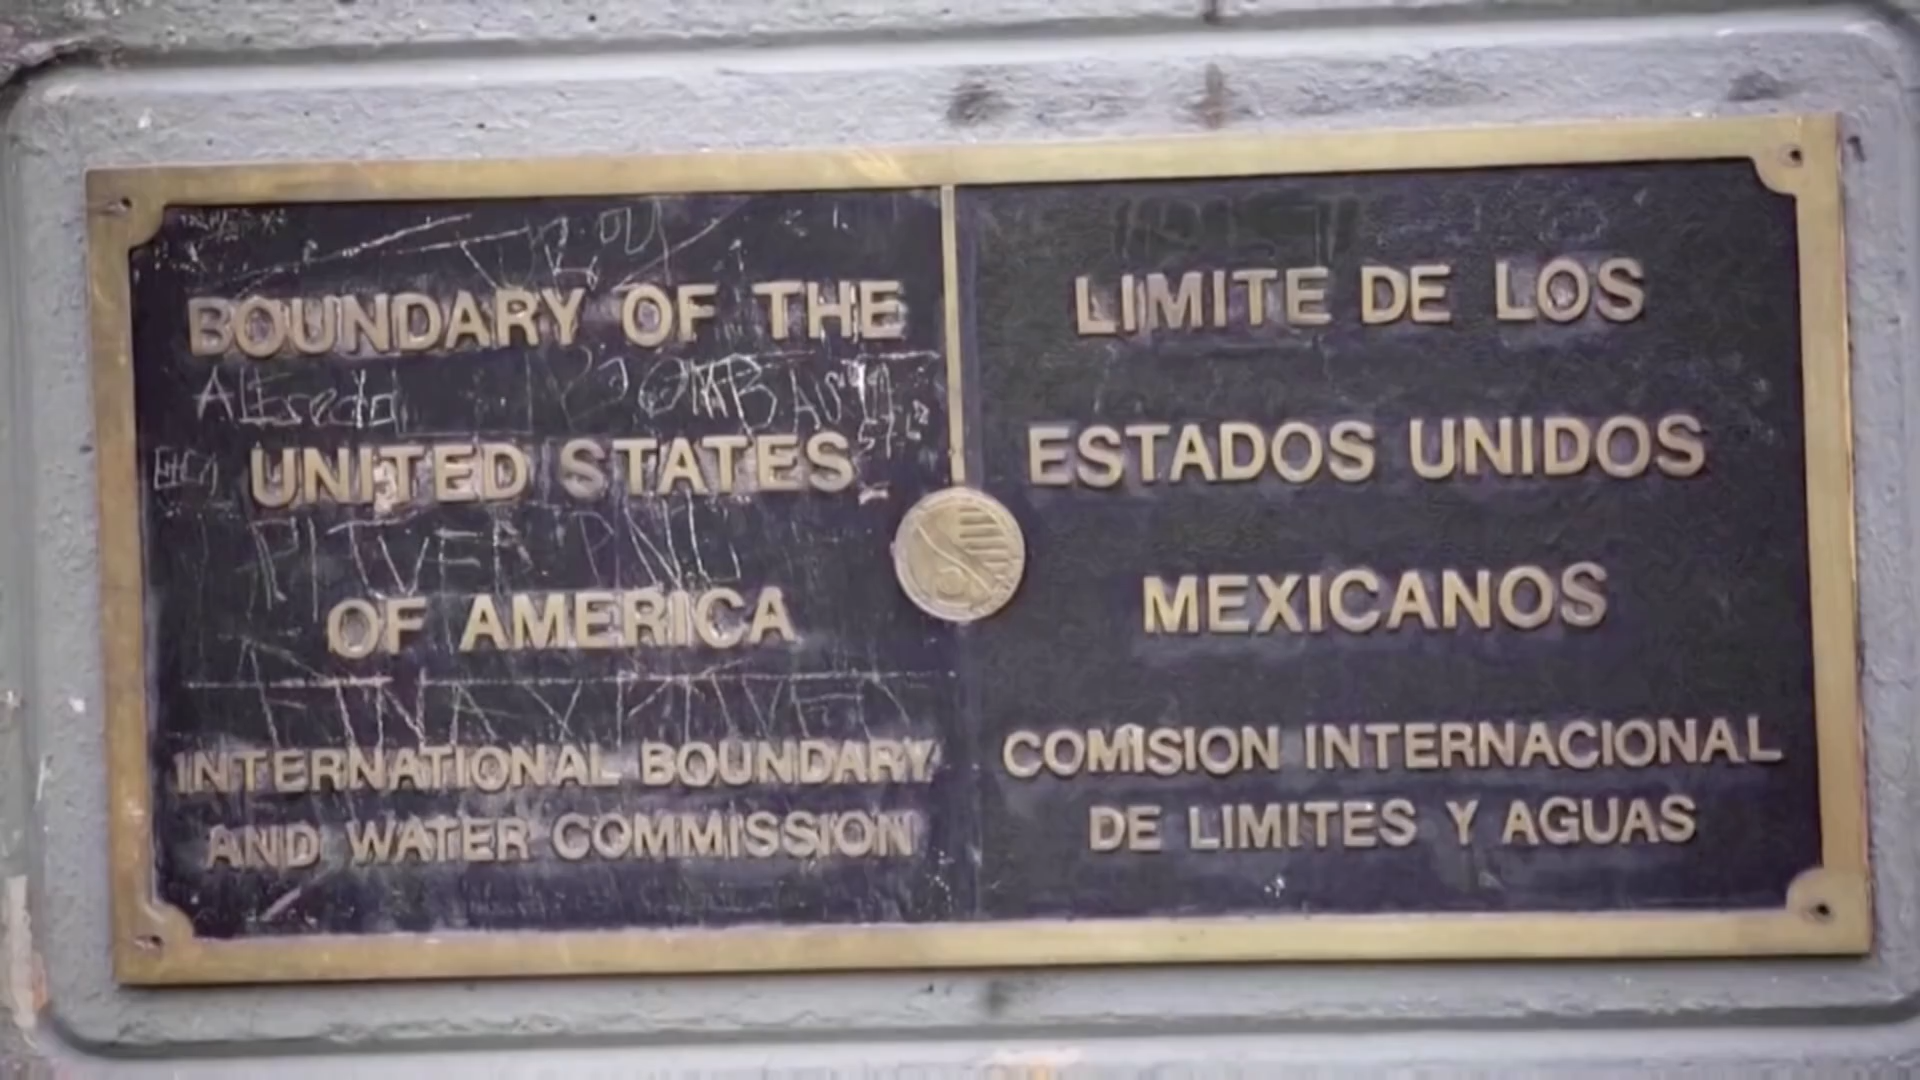 BOUNDARY OF THE
Alfredo
UNITED STATES
OF AMERICA
INTERNATIONAL BOUNDARY
AND WATER COMMISSION
LIMITE DE LOS
ESTADOS UNIDOS
MEXICANOS
COMISION INTERNACIONAL
DE LIMITES Y AGUAS